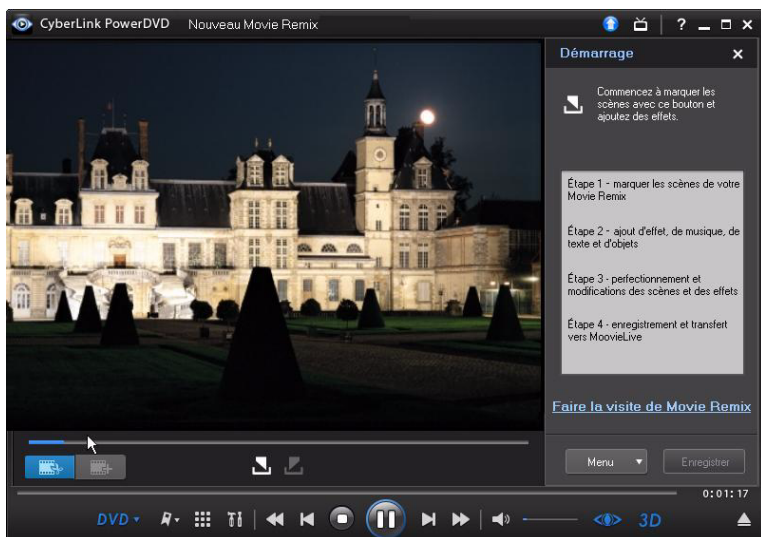 CyberLink PowerDVD Nouveau Movie Remix
?
Démarrage
Commencez à marquer les
scènes avec ce bouton et
ajoutez des effets.
Étape 1 - marquer les scènes de votre
Movie Remix
Étape 2 - ajout d'effet, de musique, de
texte et d'objets
Étape 3 - perfectionnement et
modifications des scènes et des effets
Étape 4 - enregistrement et transfert
vers MoovieLive
Faire la visite de Movie Remix
Menu
Enregistrer
0:01:17
DVD
3D